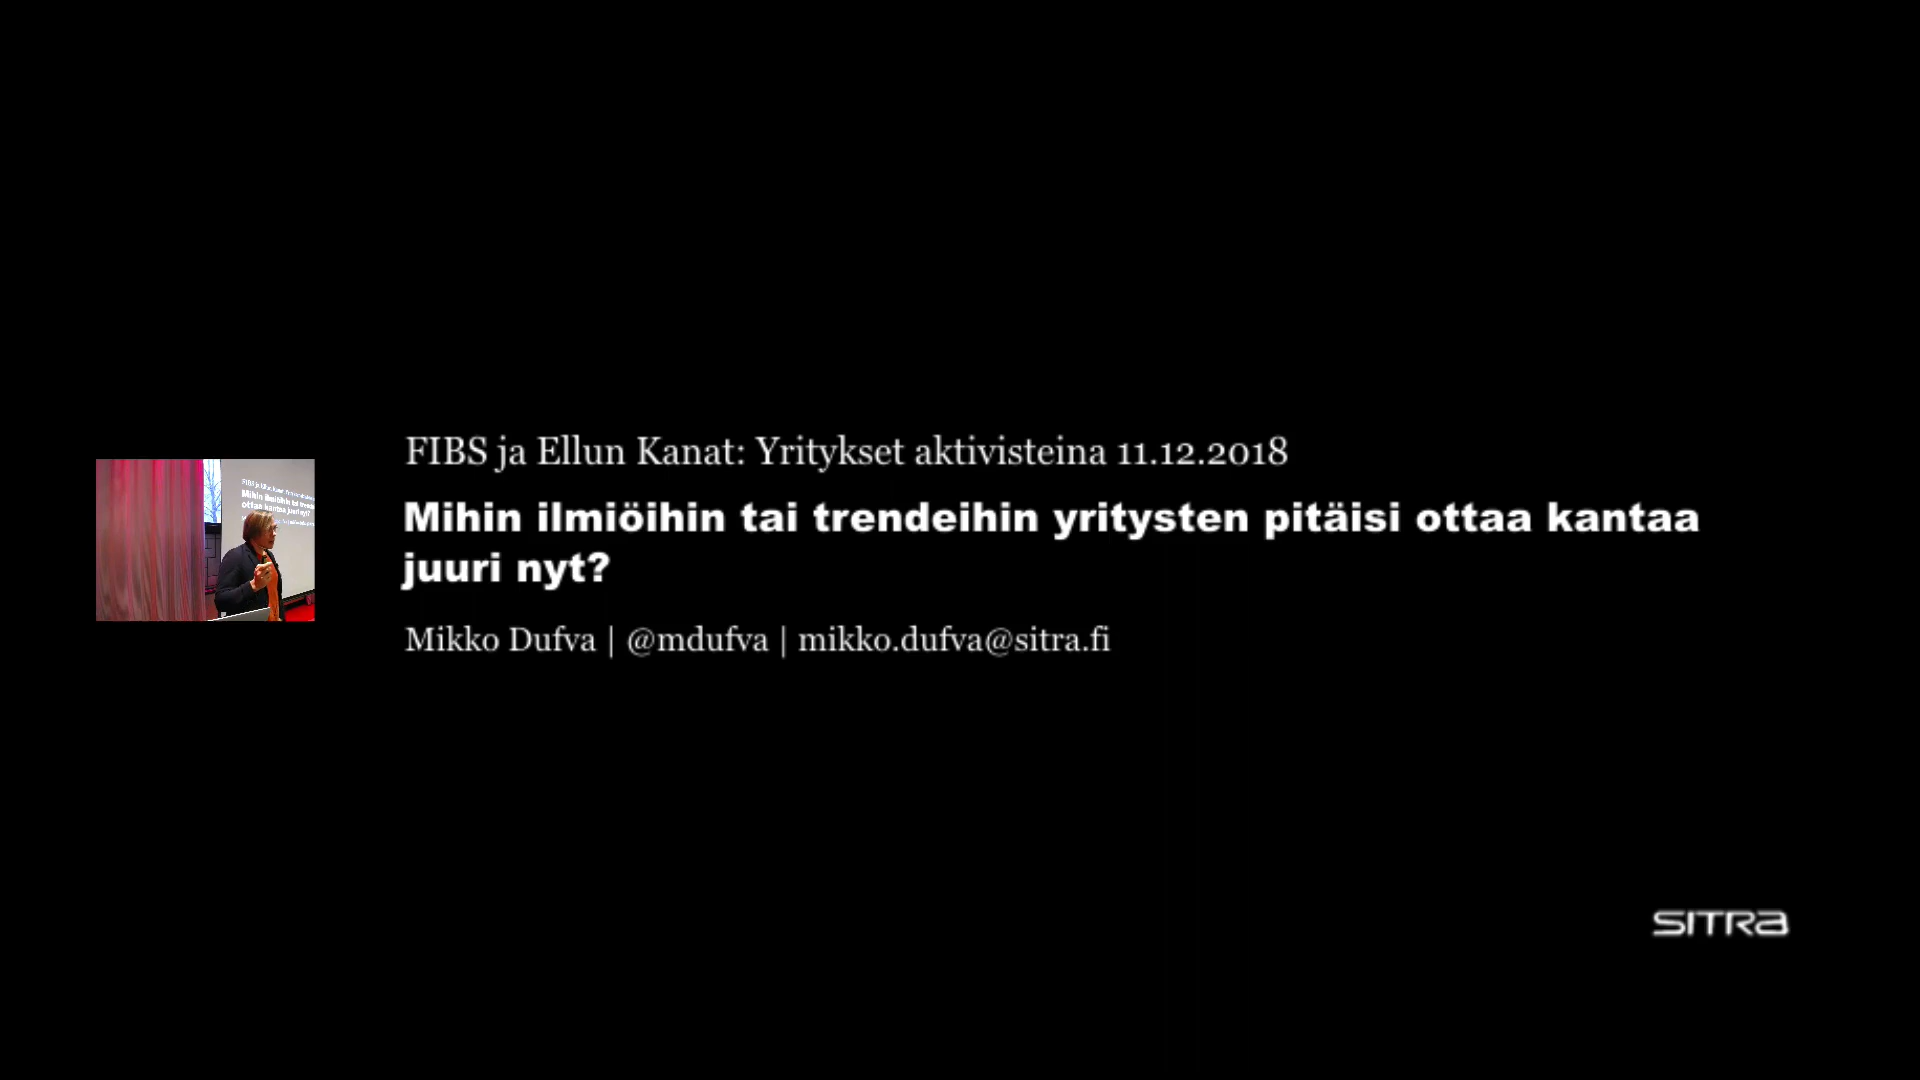 FIBS ja Ellun Kanat: Yritykset aktivisteina 11.12.2018
Mihin ilmiöihin tai trendeihin yritysten pitäisi ottaa kantaa
juuri nyt?
Mikko Dufva | @mdufva | mikko.dufva@sitra.fi
SITRA